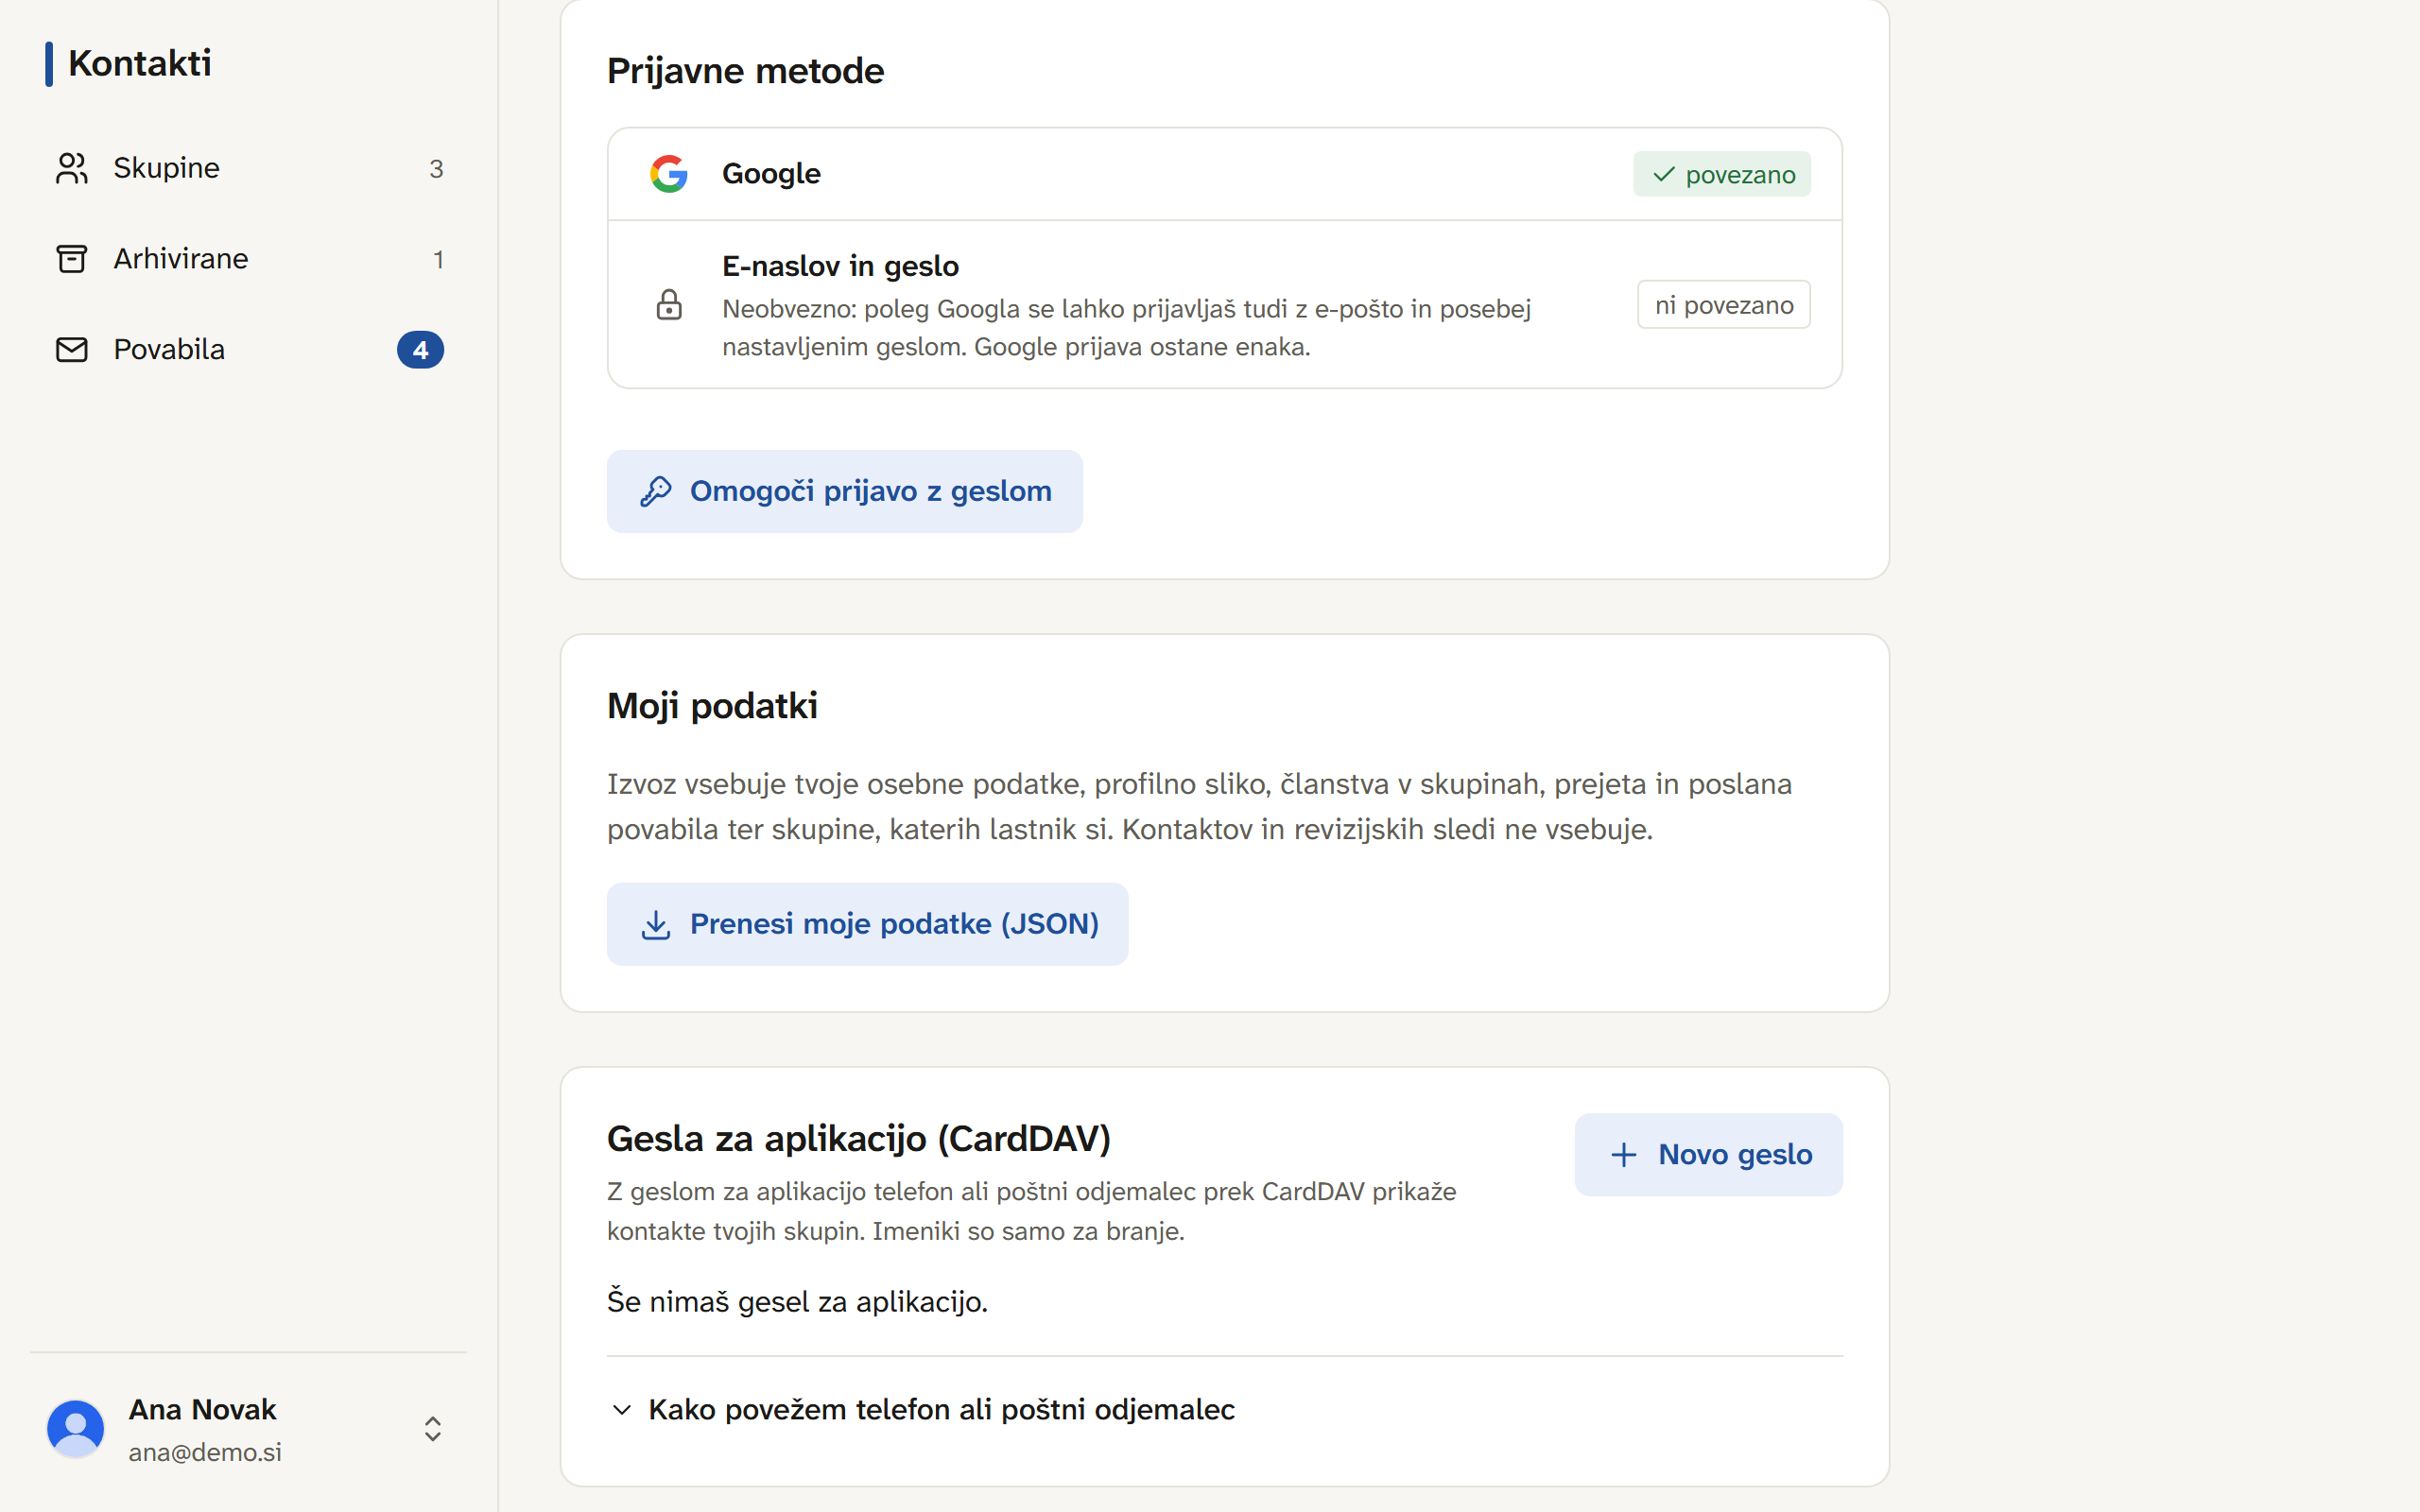 Kontakti
Skupine 3
Arhivirane 1
Povabila 4
Ana Novak
ana@demo.si
Prijavne metode
Google povezano
E-naslov in geslo
Neobvezno: poleg Googla se lahko prijavljaš tudi z e-pošto in posebej
nastavljenim geslom. Google prijava ostane enaka.
ni povezano
Omogoči prijavo z geslom
Moji podatki
Izvoz vsebuje tvoje osebne podatke, profilno sliko, članstva v skupinah, prejeta in poslana
povabila ter skupine, katerih lastnik si. Kontaktov in revizijskih sledi ne vsebuje.
Prenesi moje podatke (JSON)
Gesla za aplikacijo (CardDAV)
Novo geslo
Z geslom za aplikacijo telefon ali poštni odjemalec prek CardDAV prikaže
kontakte tvojih skupin. Imeniki so samo za branje.
Še nimaš gesel za aplikacijo.
Kako povežem telefon ali poštni odjemalec